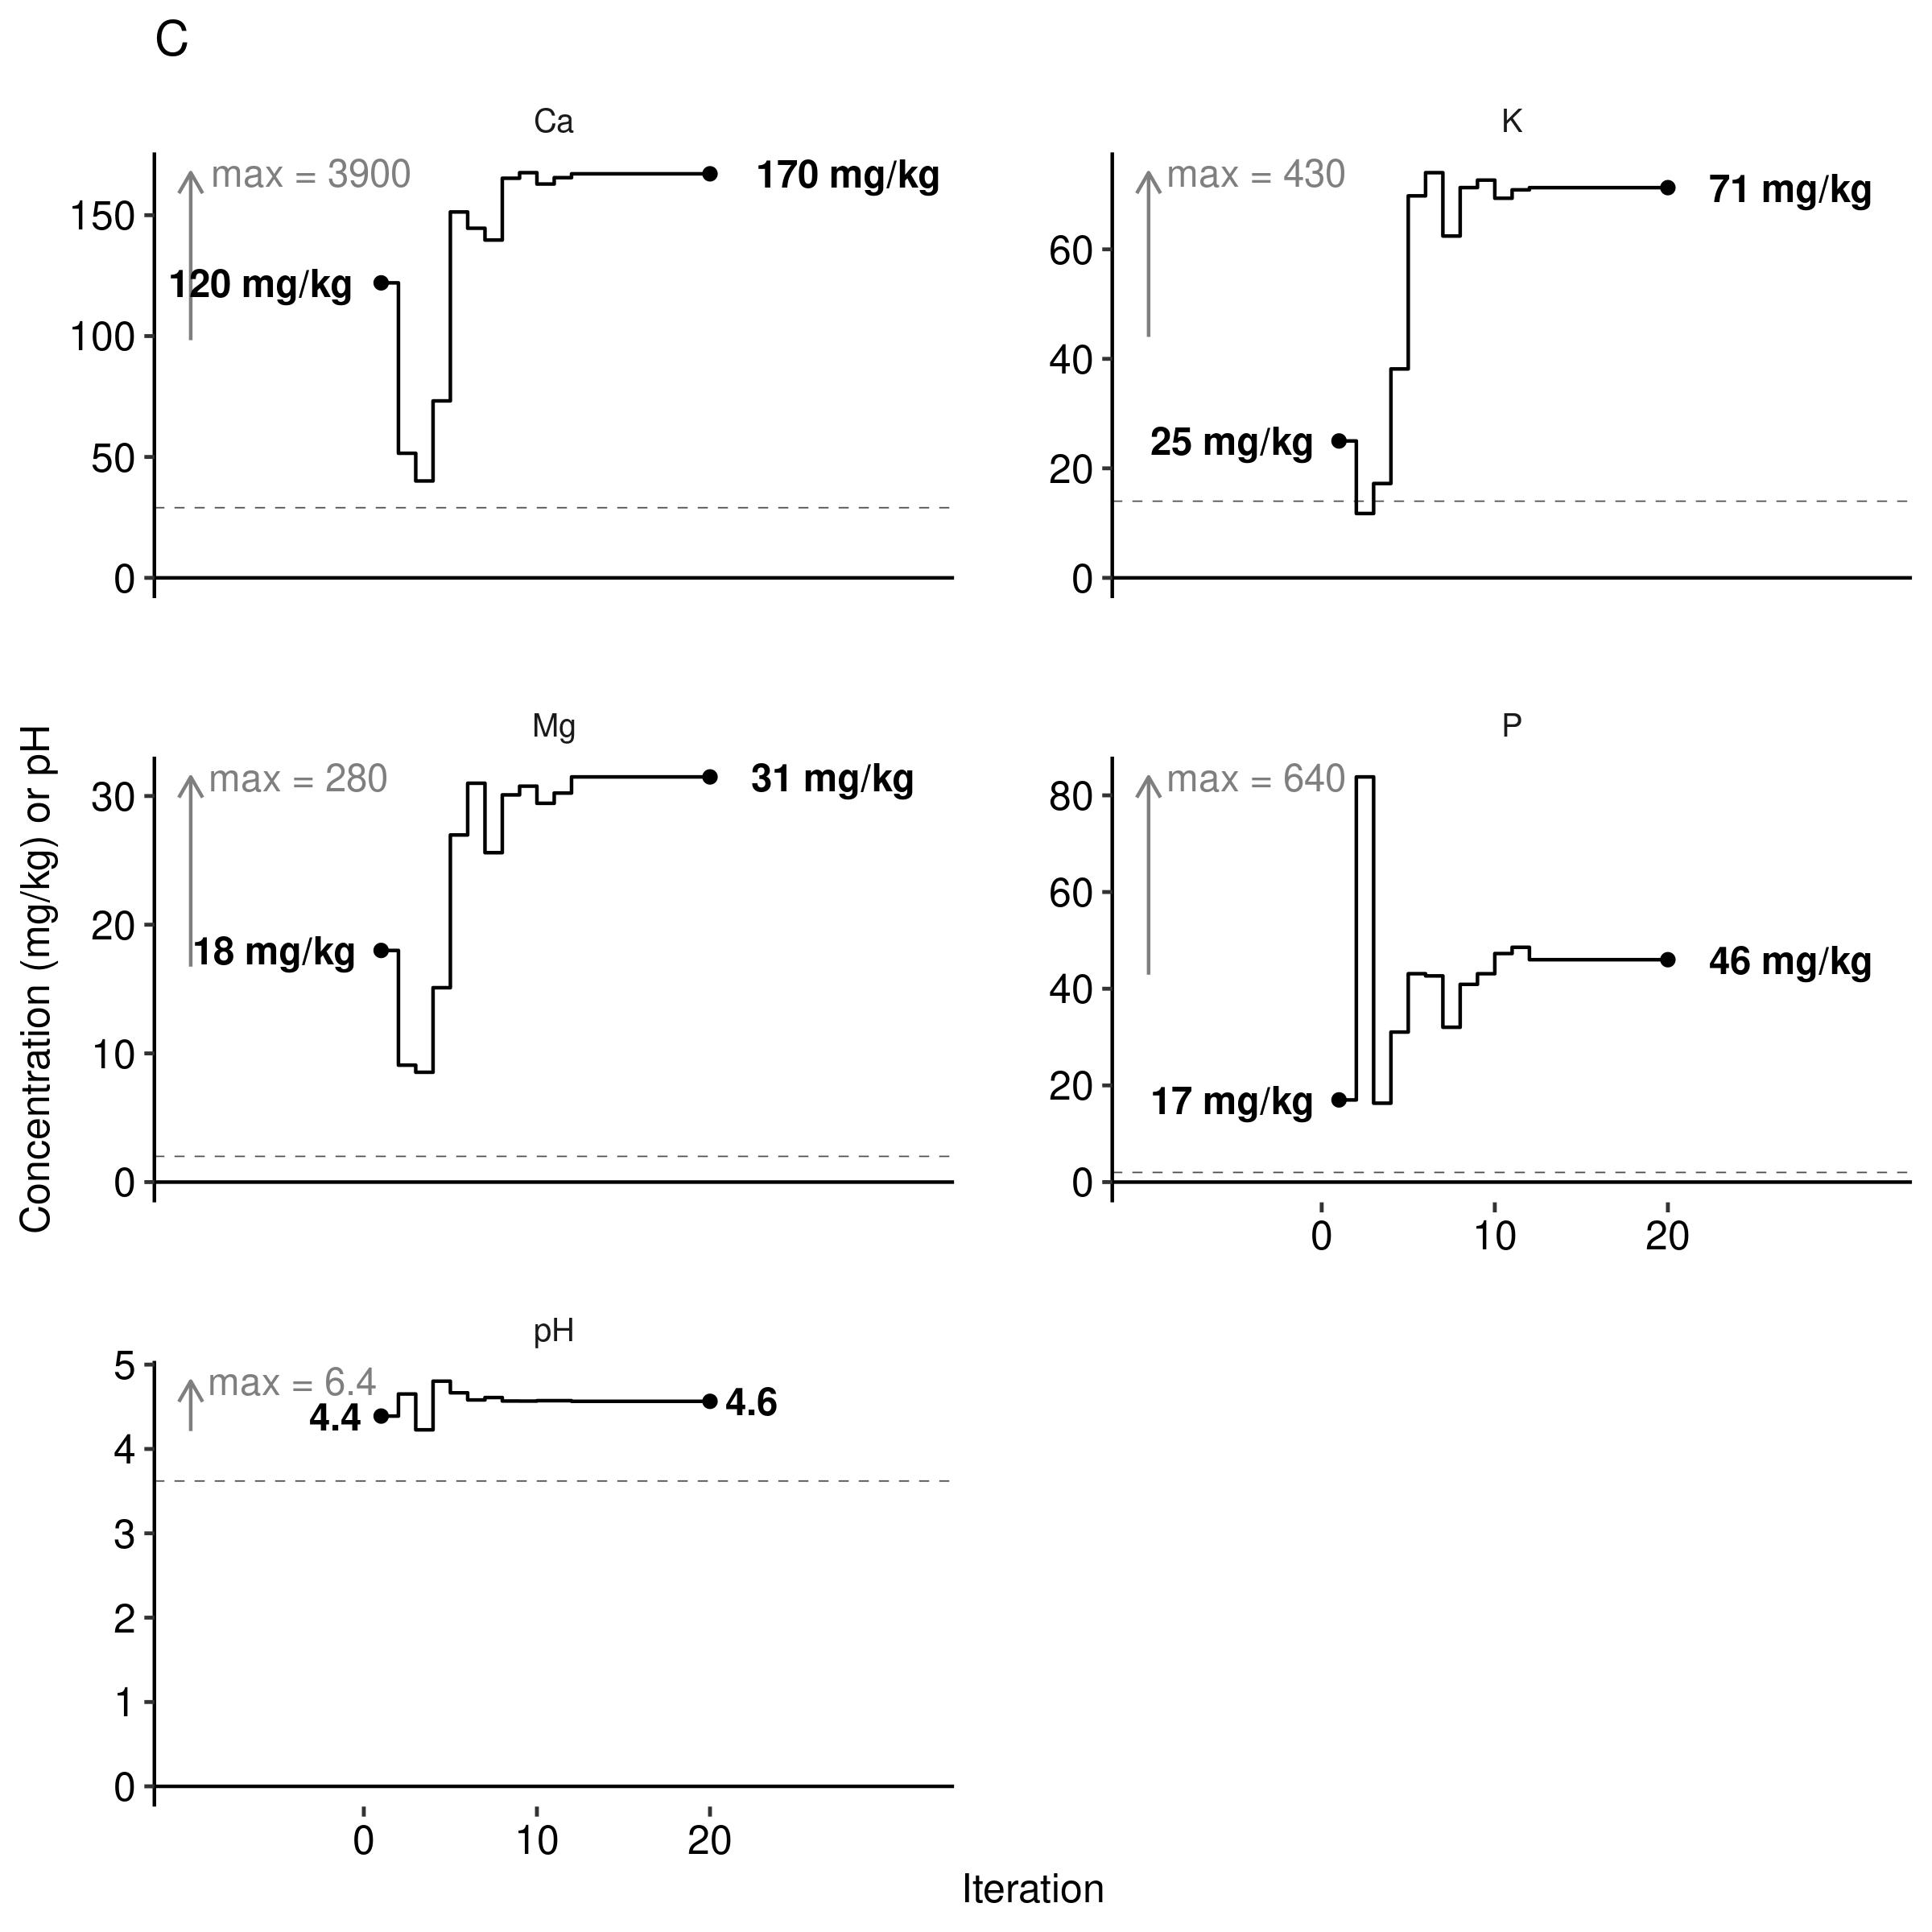 C
Ca
max = 3900
170 mg/kg
150
120 mg/kg
100
50
0
K
max = 430
71 mg/kg
60
40
25 mg/kg
20
0
Concentration (mg/kg) or pH
Mg
max = 280
31 mg/kg
30
20
18 mg/kg
10
0
P
max = 640
80
60
46 mg/kg
40
20
17 mg/kg
0
0 10 20
pH
5
max = 6.4
4.4
4.6
4
3
2
1
0
0 10 20
Iteration